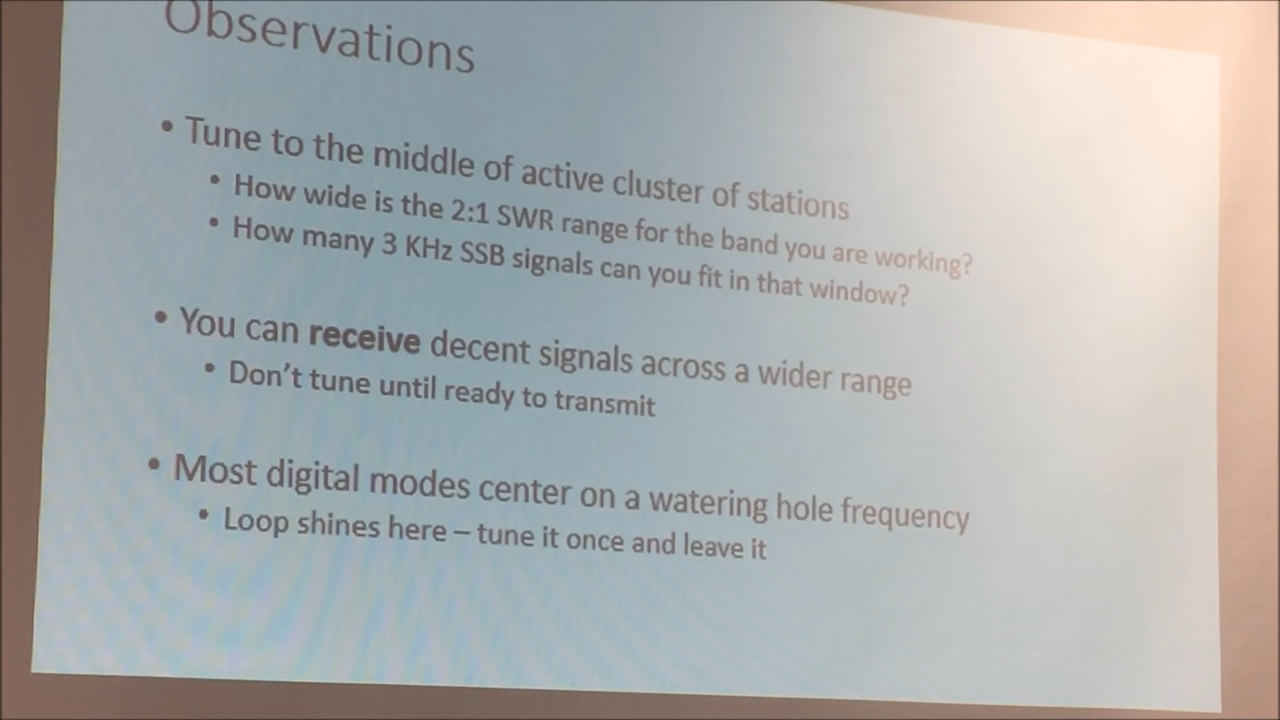 Observations
• Tune to the middle of active cluster of stations
• How wide is the 2:1 SWR range for the band you are working?
• How many 3 KHz SSB signals can you fit in that window?
• You can receive decent signals across a wider range
• Don't tune until ready to transmit
• Most digital modes center on a watering hole frequency
• Loop shines here – tune it once and leave it